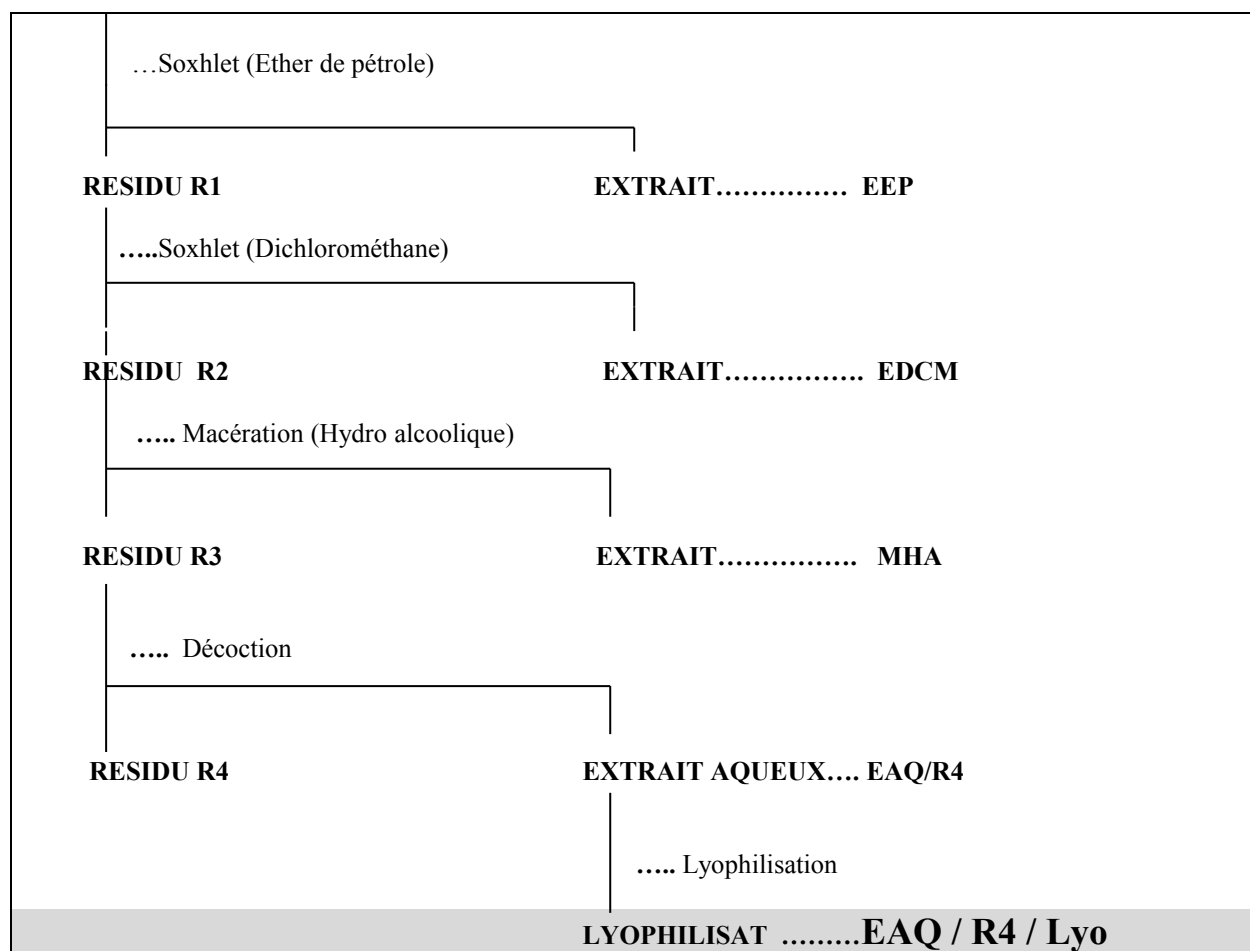 …Soxhlet (Ether de pétrole)
RESIDU R1 EXTRAIT…………… EEP
…..Soxhlet (Dichlorométhane)
RESIDU R2 EXTRAIT……………. EDCM
….. Macération (Hydro alcoolique)
RESIDU R3 EXTRAIT……………. MHA
….. Décoction
RESIDU R4 EXTRAIT AQUEUX…. EAQ/R4
….. Lyophilisation
LYOPHILISAT ………EAQ / R4 / Lyo